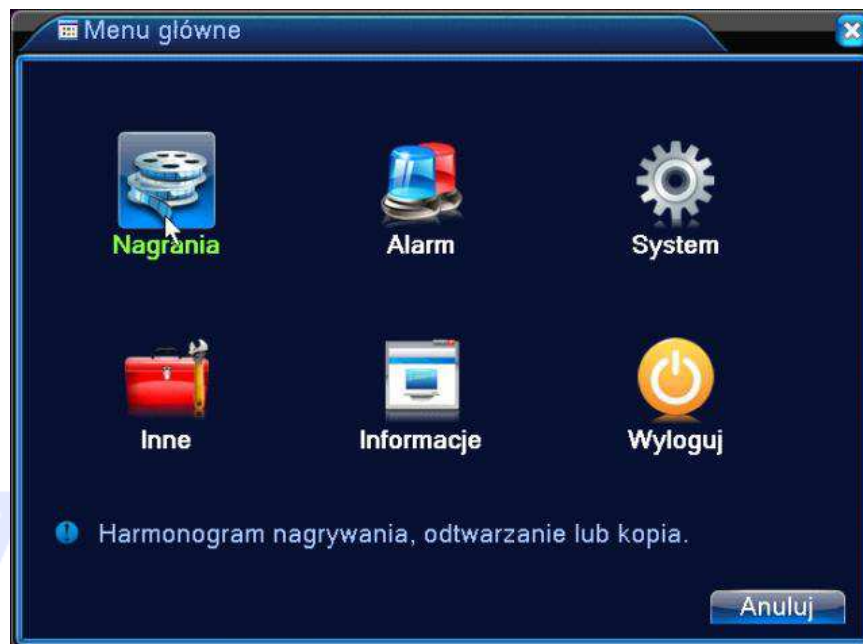 Menu główne
Nagrania
Alarm
System
Inne
Informacje
Wyloguj
Harmonogram nagrywania, odtwarzanie lub kopia.
Anuluj